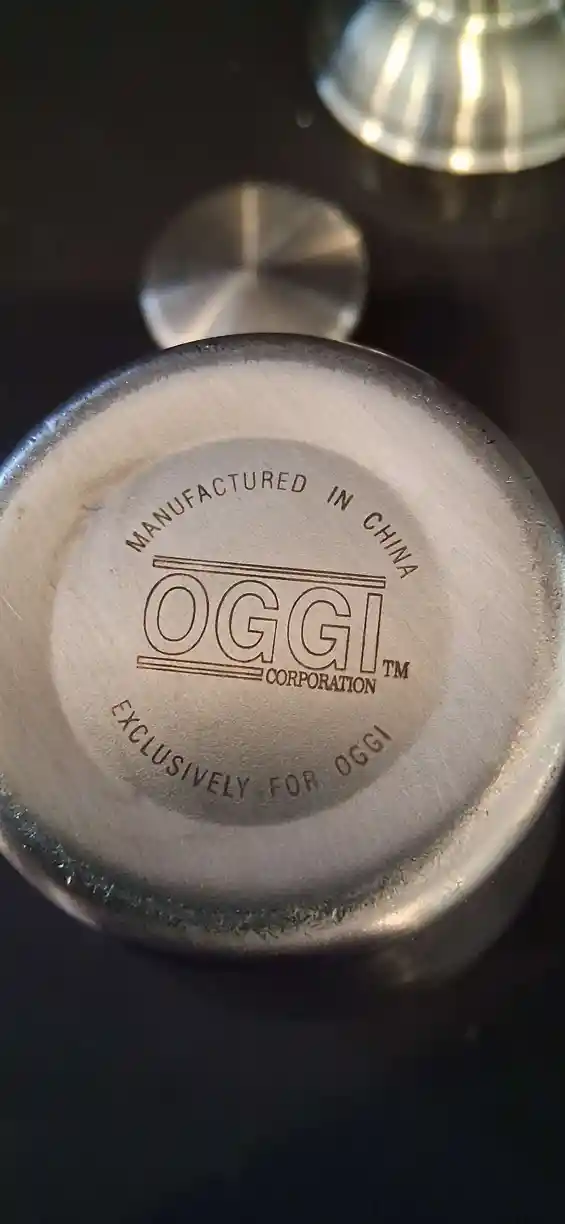 MANUFACTURED IN CHINA
OGGI TM
CORPORATION
EXCLUSIVELY FOR OGGI